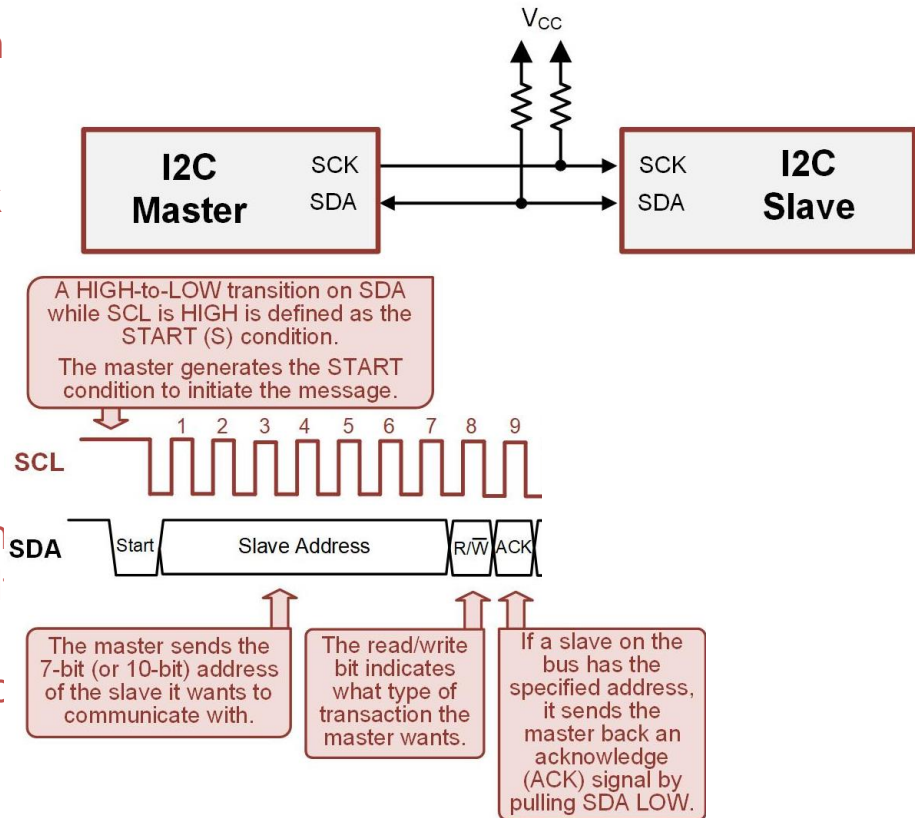 VCC
I2C
Master
SCK
SDA
SCK
SDA
I2C
Slave
A HIGH-to-LOW transition on SDA
while SCL is HIGH is defined as the
START (S) condition.
The master generates the START
condition to initiate the message.
SCL
1 2 3 4 5 6 7 8 9
SDA
Start Slave Address R/W̅ ACK
The master sends the
7-bit (or 10-bit) address
of the slave it wants to
communicate with.
The read/write
bit indicates
what type of
transaction the
master wants.
If a slave on the
bus has the
specified address,
it sends the
master back an
acknowledge
(ACK) signal by
pulling SDA LOW.